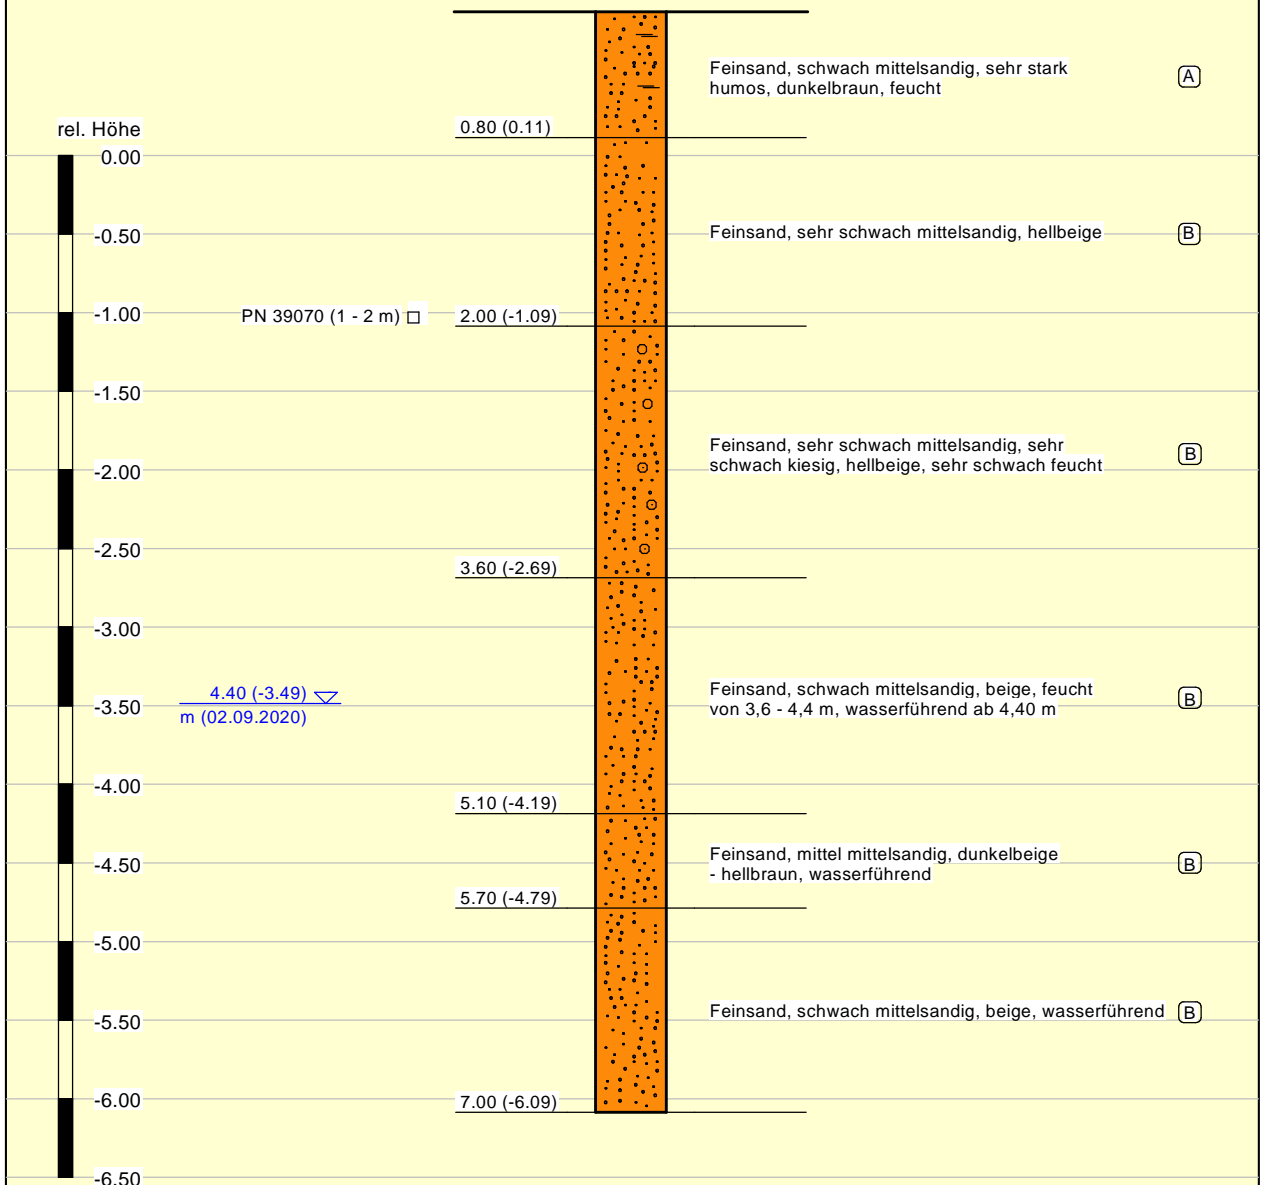 Feinsand, schwach mittelsandig, sehr stark
humos, dunkelbraun, feucht
A
rel. Höhe
0.80 (0.11)
0.00
-0.50
Feinsand, sehr schwach mittelsandig, hellbeige
B
-1.00
PN 39070 (1 - 2 m)
2.00 (-1.09)
-1.50
Feinsand, sehr schwach mittelsandig, sehr
schwach kiesig, hellbeige, sehr schwach feucht
B
-2.00
-2.50
3.60 (-2.69)
-3.00
4.40 (-3.49)
m (02.09.2020)
-3.50
Feinsand, schwach mittelsandig, beige, feucht
von 3,6 - 4,4 m, wasserführend ab 4,40 m
B
-4.00
5.10 (-4.19)
-4.50
Feinsand, mittel mittelsandig, dunkelbeige
- hellbraun, wasserführend
B
5.70 (-4.79)
-5.00
Feinsand, schwach mittelsandig, beige, wasserführend
B
-5.50
-6.00
7.00 (-6.09)
-6.50